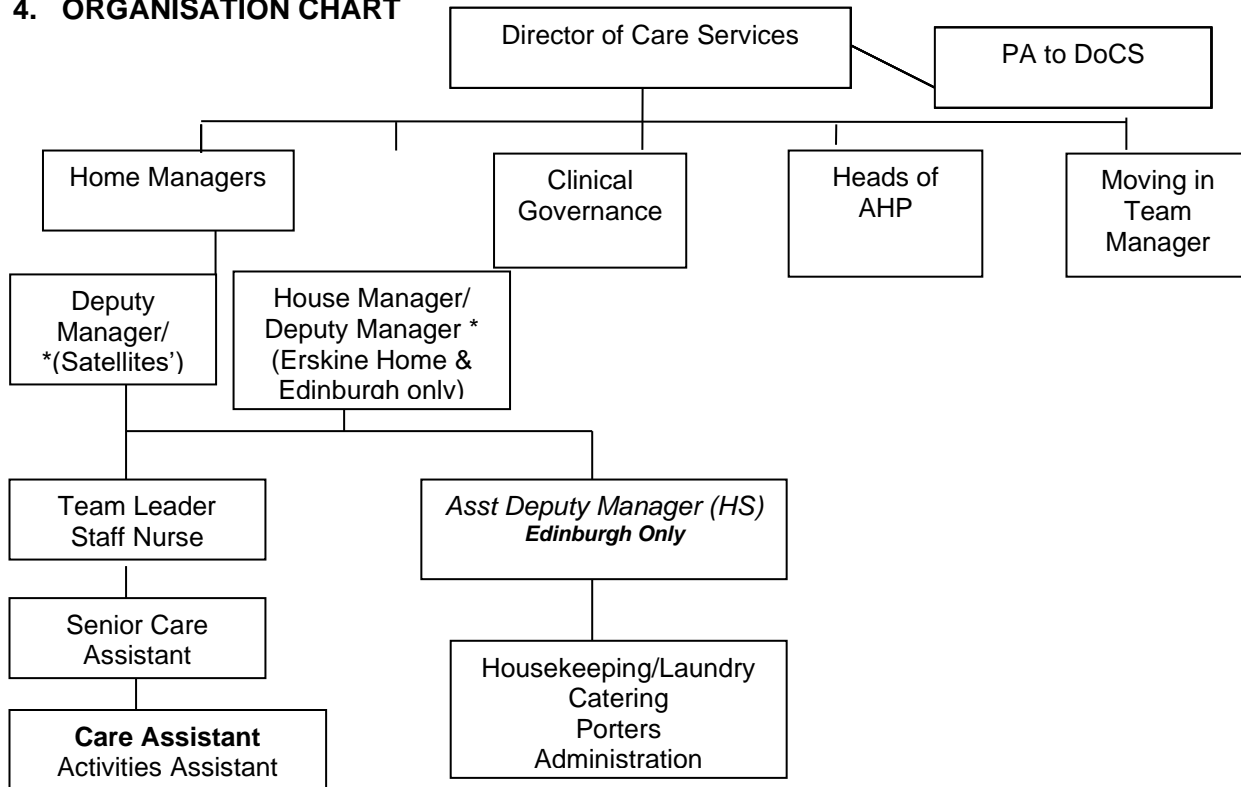 4. ORGANISATION CHART
Director of Care Services
PA to DoCS
Home Managers
Clinical
Governance
Heads of
AHP
Moving in
Team
Manager
Deputy
Manager/
*(Satellites’)
House Manager/
Deputy Manager *
(Erskine Home &
Edinburgh only)
Team Leader
Staff Nurse
Asst Deputy Manager (HS)
Edinburgh Only
Senior Care
Assistant
Housekeeping/Laundry
Catering
Porters
Administration
Care Assistant
Activities Assistant